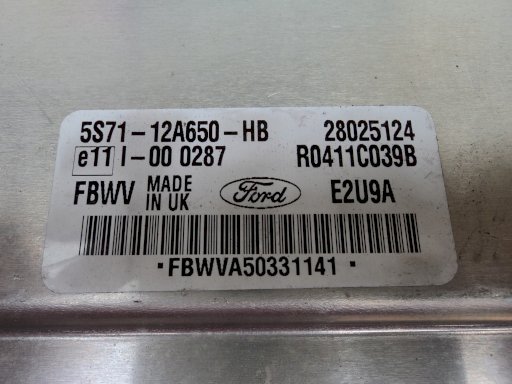 5S71-12A650-HB 28025124
e11 I-00 0287 R0411C039B
FBWV MADE IN UK Ford E2U9A
·FBWVA50331141·